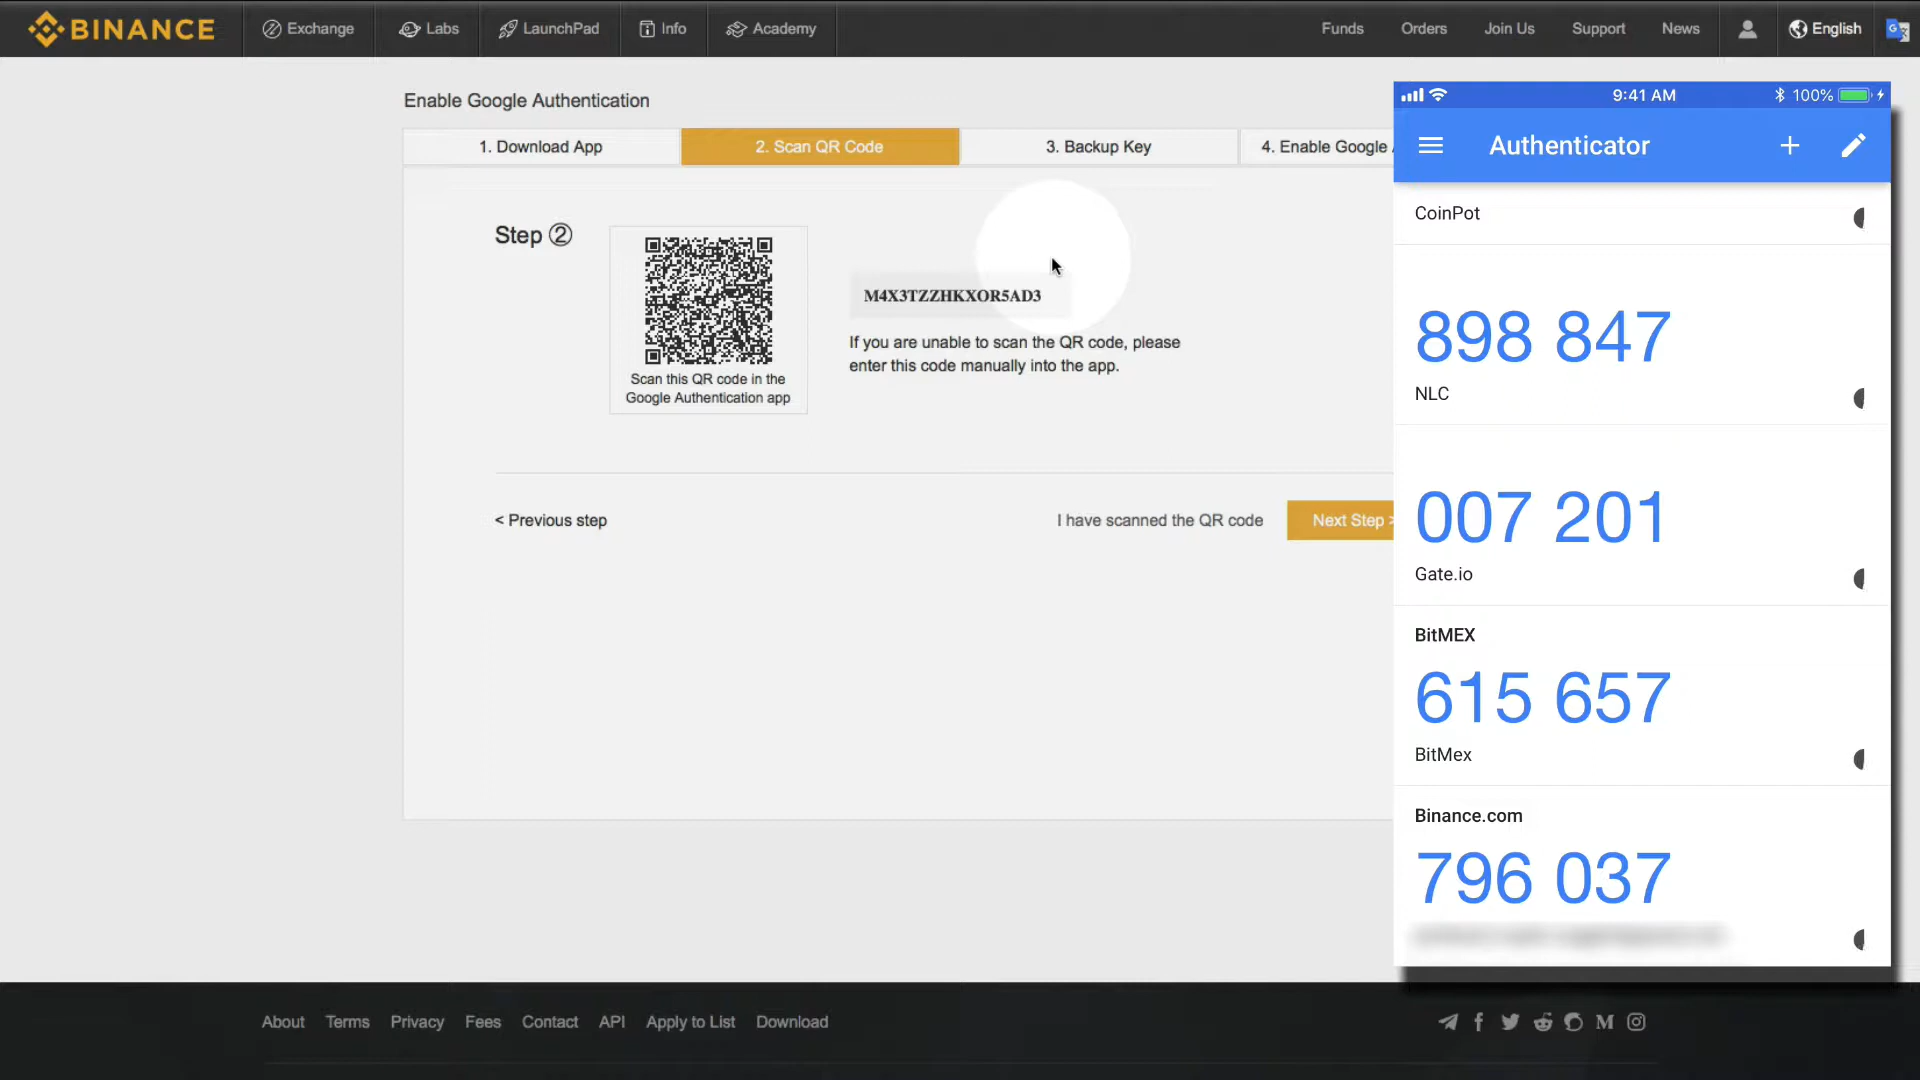 BINANCE
Exchange
Labs
LaunchPad
Info
Academy
Funds
Orders
Join Us
Support
News
English
Enable Google Authentication
1. Download App
2. Scan QR Code
3. Backup Key
4. Enable Google
Step ②
Scan this QR code in the
Google Authentication app
M4X3TZZHKXOR5AD3
If you are unable to scan the QR code, please
enter this code manually into the app.
< Previous step
I have scanned the QR code
Next Step >
9:41 AM
100%
Authenticator
CoinPot
898 847
NLC
007 201
Gate.io
BitMEX
615 657
BitMex
Binance.com
796 037
About
Terms
Privacy
Fees
Contact
API
Apply to List
Download